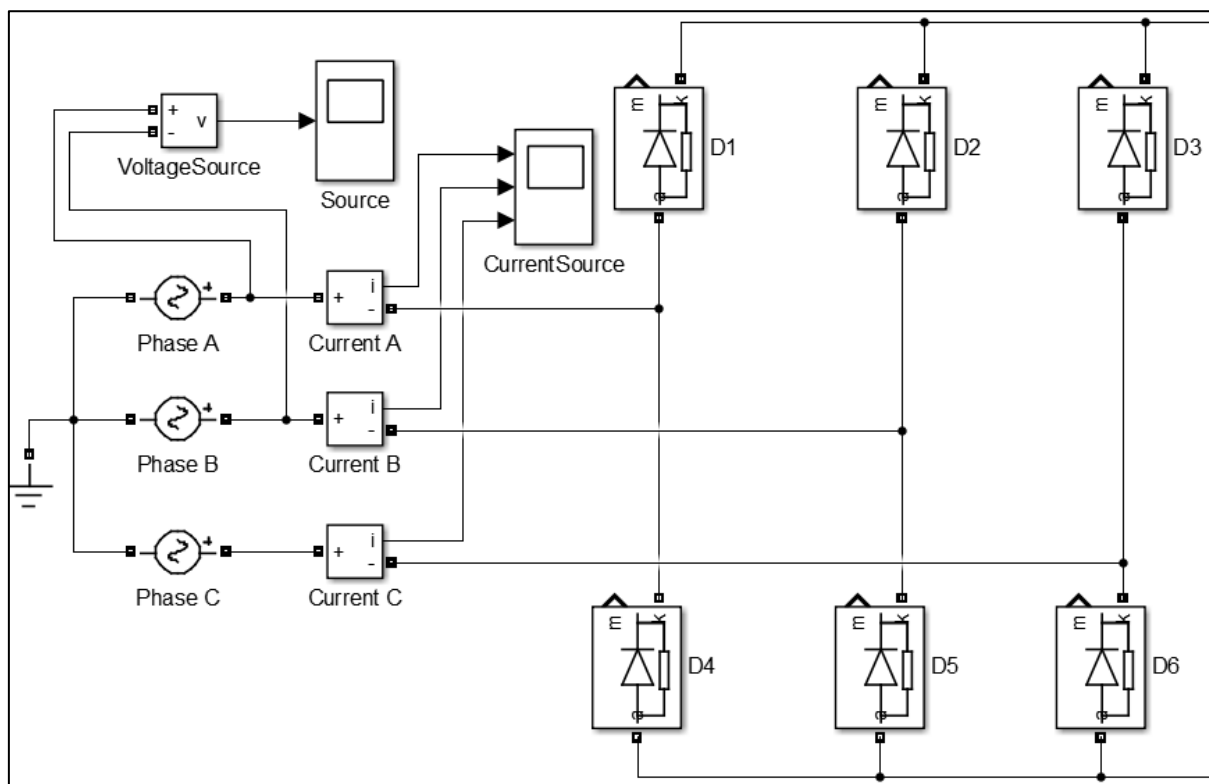 m
k
a
D1
m
k
a
D2
m
k
a
D3
+
-
v
VoltageSource
Source
CurrentSource
+
Phase A
+
i
-
Current A
+
Phase B
+
i
-
Current B
+
Phase C
+
i
-
Current C
m
k
a
D4
m
k
a
D5
m
k
a
D6